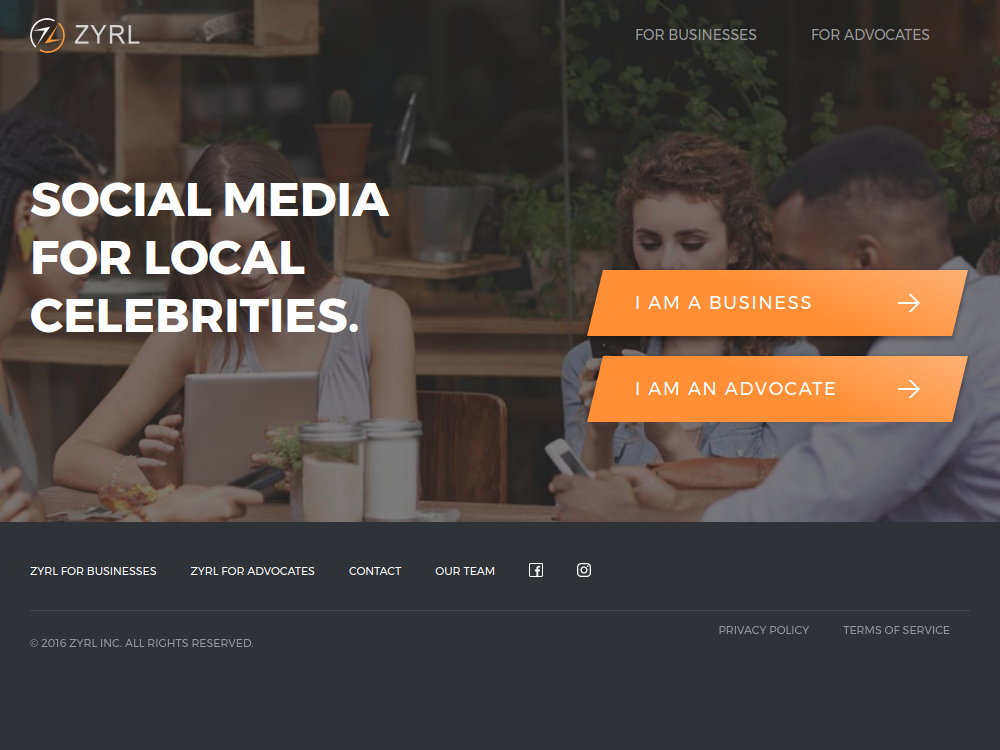 ZYRL
FOR BUSINESSES
FOR ADVOCATES
SOCIAL MEDIA
FOR LOCAL
CELEBRITIES.
I AM A BUSINESS
I AM AN ADVOCATE
ZYRL FOR BUSINESSES
ZYRL FOR ADVOCATES
CONTACT
OUR TEAM
PRIVACY POLICY
TERMS OF SERVICE
© 2016 ZYRL INC. ALL RIGHTS RESERVED.